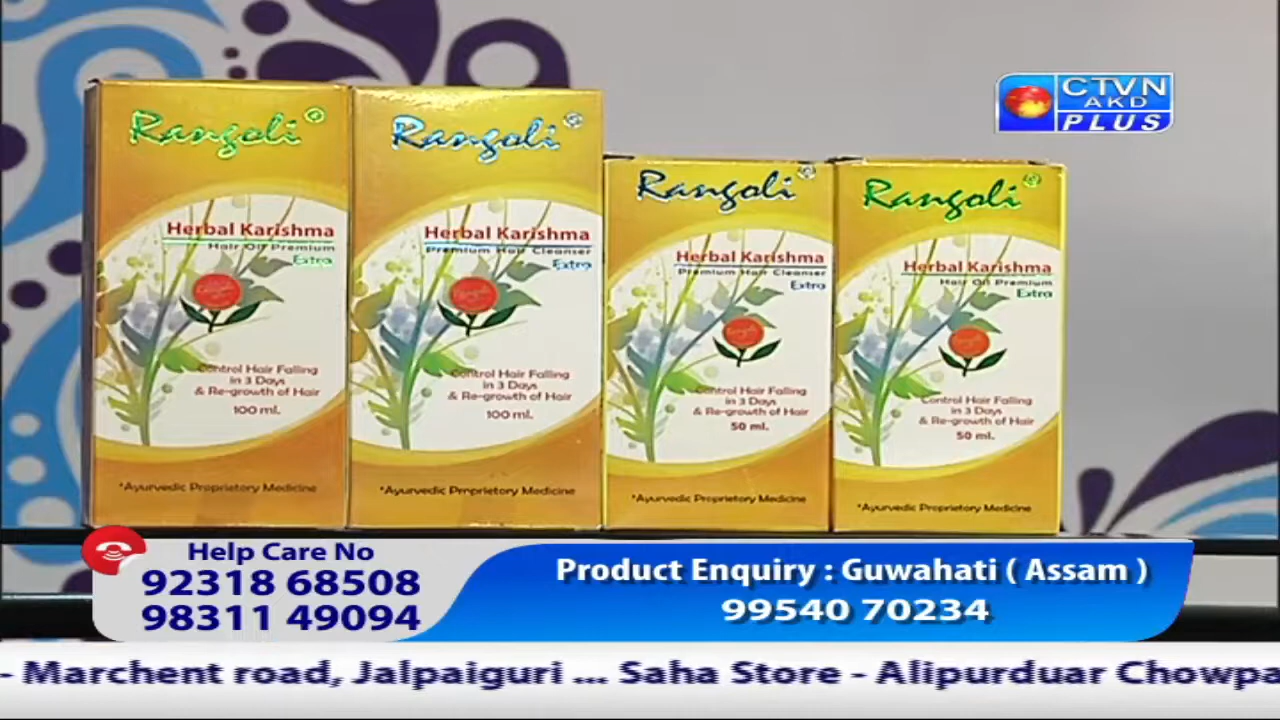 CTVN
AKD
PLUS
Rangoli®
Herbal Karishma
Hair Oil Premium
Extra
Control Hair Falling
in 3 Days
& Re-growth of Hair
100 ml.
*Ayurvedic Proprietary Medicine
Rangoli®
Herbal Karishma
Premium Hair Cleanser
Extra
Control Hair Falling
in 3 Days
& Re-growth of Hair
100 ml.
*Ayurvedic Proprietary Medicine
Rangoli®
Herbal Karishma
Premium Hair Cleanser
Extra
Control Hair Falling
in 3 Days
& Re-growth of Hair
50 ml.
*Ayurvedic Proprietary Medicine
Rangoli®
Herbal Karishma
Hair Oil Premium
Extra
Control Hair Falling
in 3 Days
& Re-growth of Hair
50 ml.
*Ayurvedic Proprietary Medicine
Help Care No
92318 68508
98311 49094
Product Enquiry : Guwahati ( Assam )
99540 70234
- Marchent road, Jalpaiguri ... Saha Store - Alipurduar Chowpa